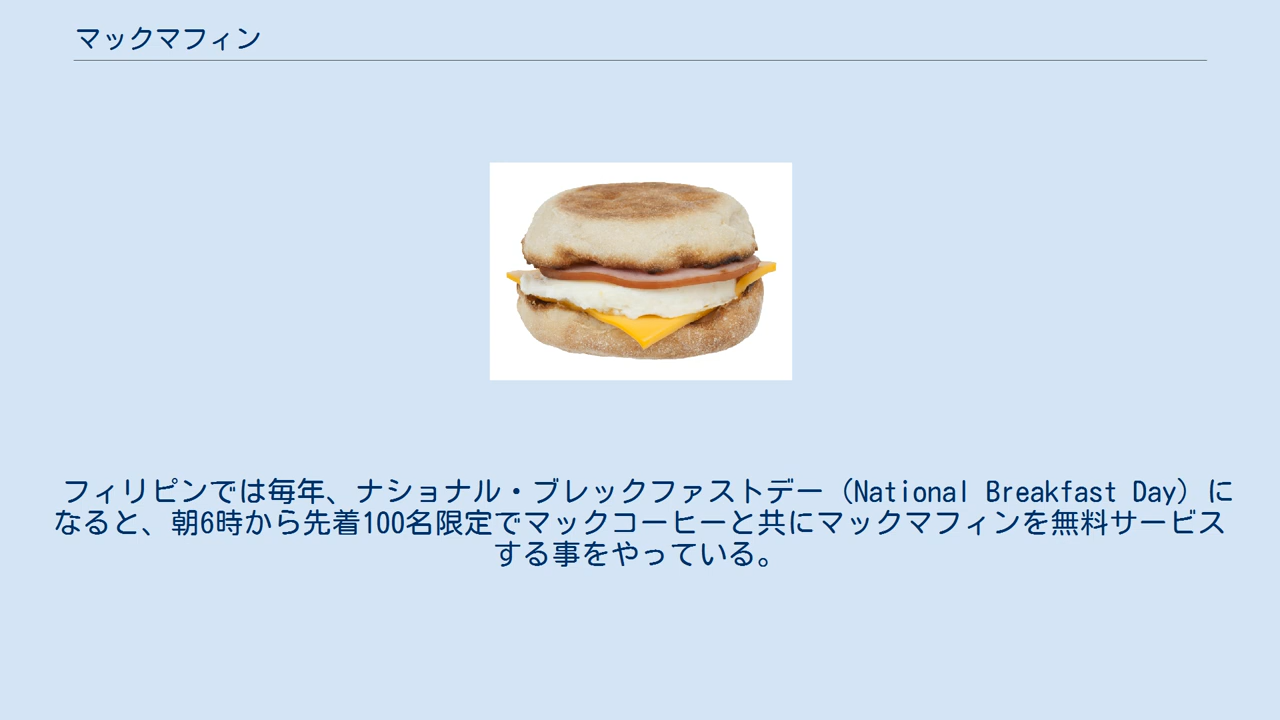 マックマフィン
フィリピンでは毎年、ナショナル・ブレックファストデー（National Breakfast Day）に
なると、朝6時から先着100名限定でマックコーヒーと共にマックマフィンを無料サービス
する事をやっている。